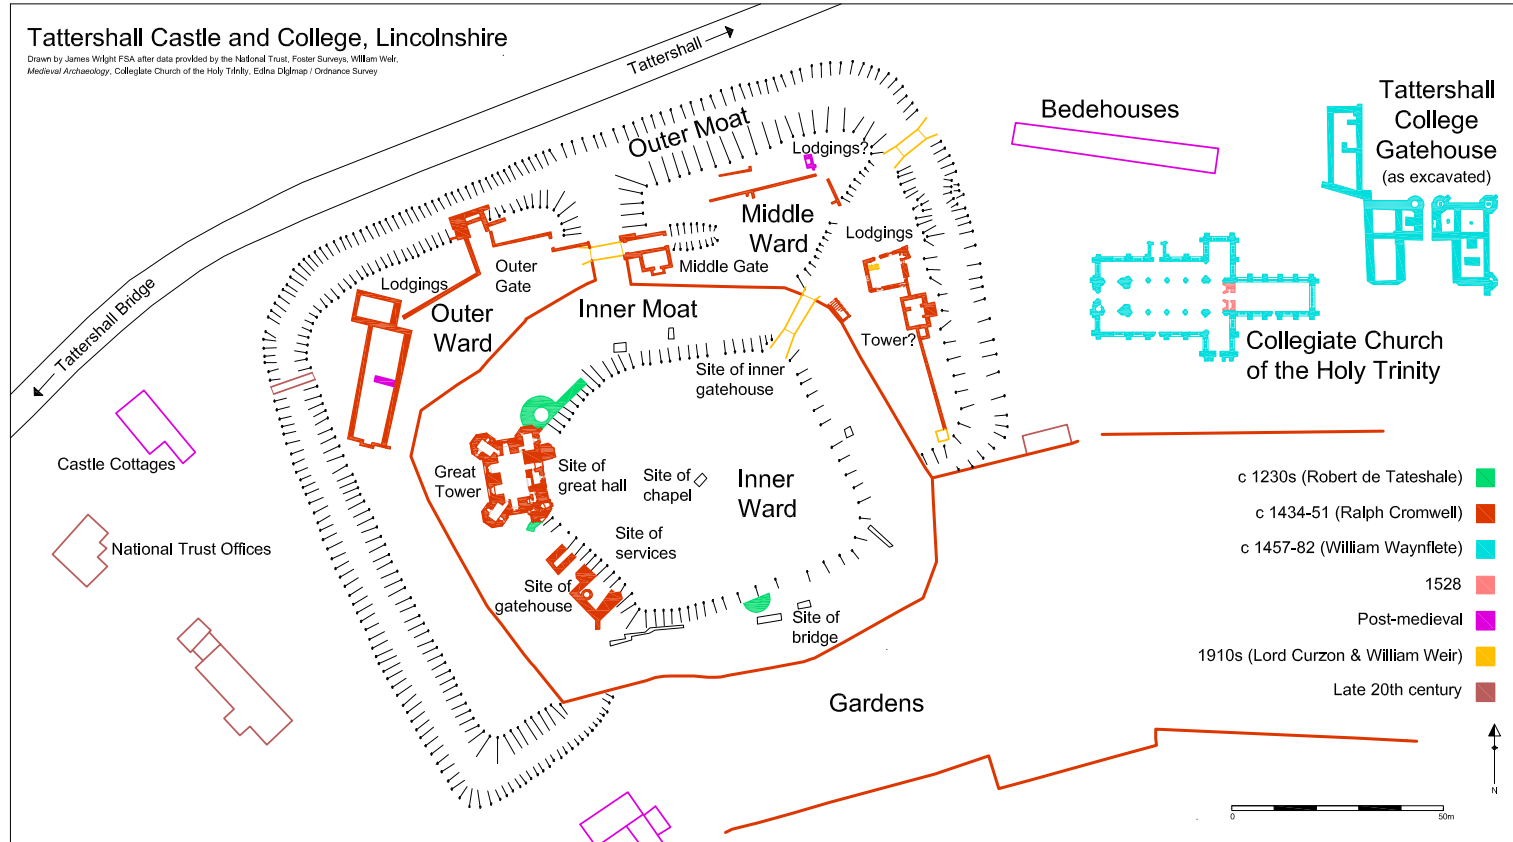 Tattershall Castle and College, Lincolnshire
Drawn by James Wright FSA after data provided by the National Trust, Foster Surveys, William Weir,
Medieval Archaeology, Collegiate Church of the Holy Trinity, Edina Digimap / Ordnance Survey
Tattershall
Tattershall Bridge
Outer Moat
Lodgings?
Bedehouses
Tattershall
College
Gatehouse
(as excavated)
Middle
Ward
Lodgings
Middle Gate
Outer
Gate
Lodgings
Outer
Ward
Inner Moat
Tower?
Site of inner
gatehouse
Collegiate Church
of the Holy Trinity
Castle Cottages
Great
Tower
Site of
great hall
Site of
chapel
Inner
Ward
National Trust Offices
Site of
services
Site of
gatehouse
Site of
bridge
Gardens
c 1230s (Robert de Tateshale)
c 1434-51 (Ralph Cromwell)
c 1457-82 (William Waynflete)
1528
Post-medieval
1910s (Lord Curzon & William Weir)
Late 20th century
N
0
50m